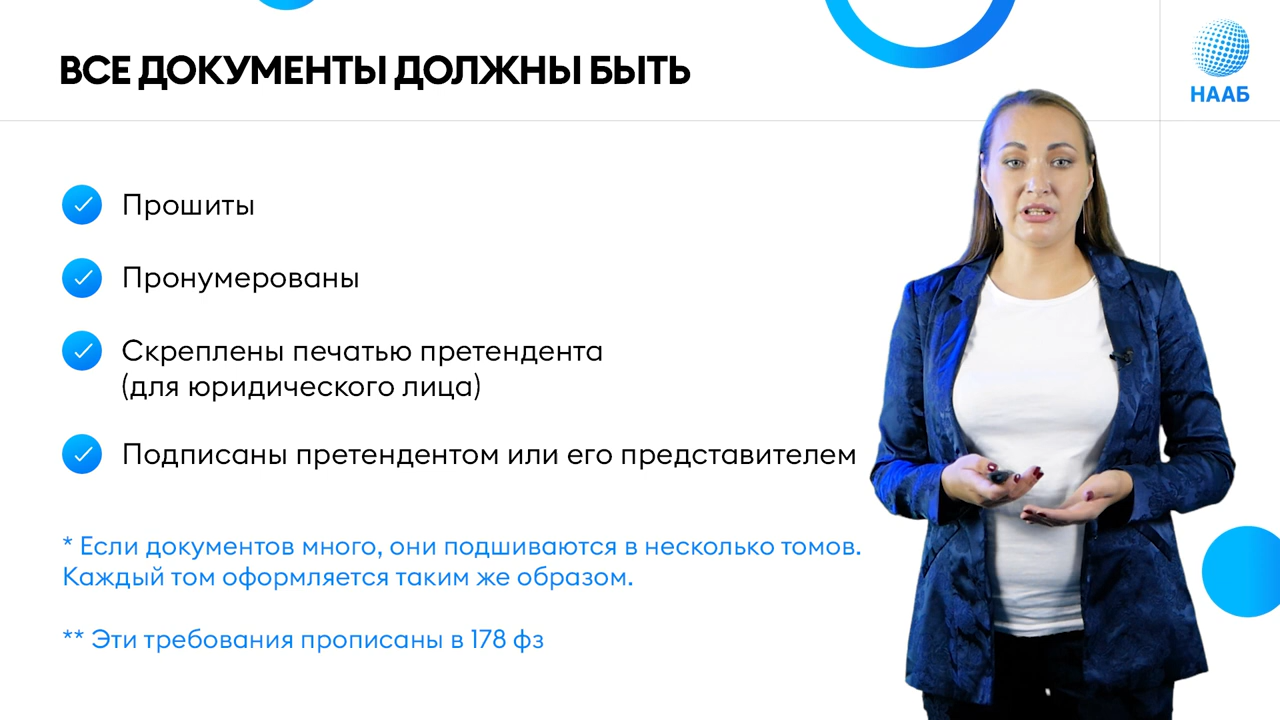 ВСЕ ДОКУМЕНТЫ ДОЛЖНЫ БЫТЬ
НААБ
Прошиты
Пронумерованы
Скреплены печатью претендента
(для юридического лица)
Подписаны претендентом или его представителем
* Если документов много, они подшиваются в несколько томов.
Каждый том оформляется таким же образом.
** Эти требования прописаны в 178 фз